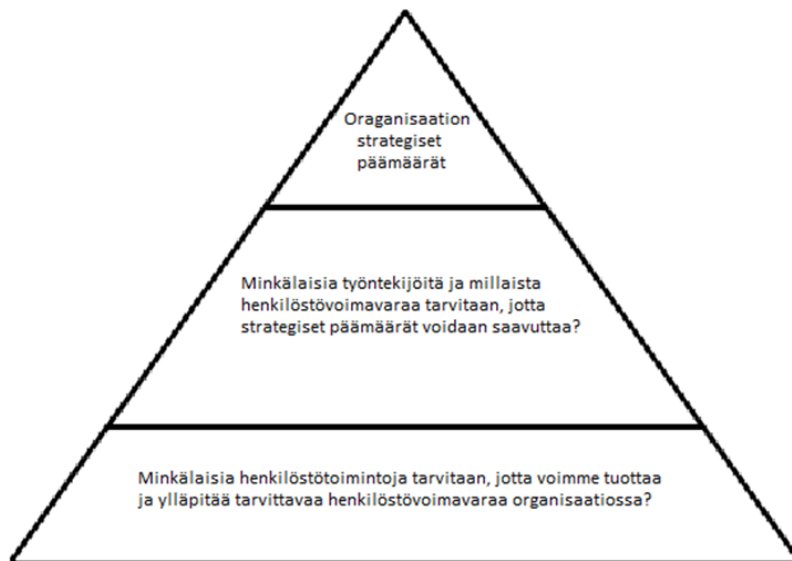 Oraganisaation
strategiset
päämäärät
Minkälaisia työntekijöitä ja millaista
henkilöstövoimavaraa tarvitaan, jotta
strategiset päämäärät voidaan saavuttaa?
Minkälaisia henkilöstötoimintoja tarvitaan, jotta voimme tuottaa
ja ylläpitää tarvittavaa henkilöstövoimavaraa organisaatiossa?